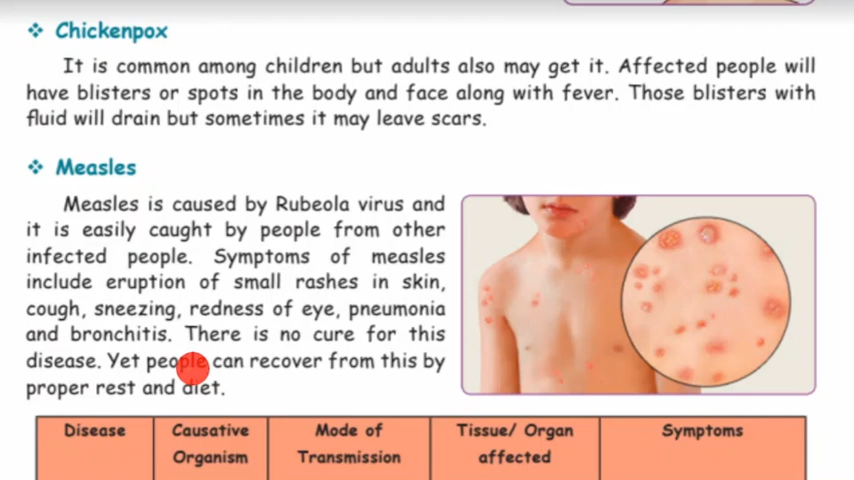 ❖ Chickenpox
It is common among children but adults also may get it. Affected people will
have blisters or spots in the body and face along with fever. Those blisters with
fluid will drain but sometimes it may leave scars.
❖ Measles
Measles is caused by Rubeola virus and
it is easily caught by people from other
infected people. Symptoms of measles
include eruption of small rashes in skin,
cough, sneezing, redness of eye, pneumonia
and bronchitis. There is no cure for this
disease. Yet people can recover from this by
proper rest and diet.
Disease
Causative
Organism
Mode of
Transmission
Tissue/ Organ
affected
Symptoms